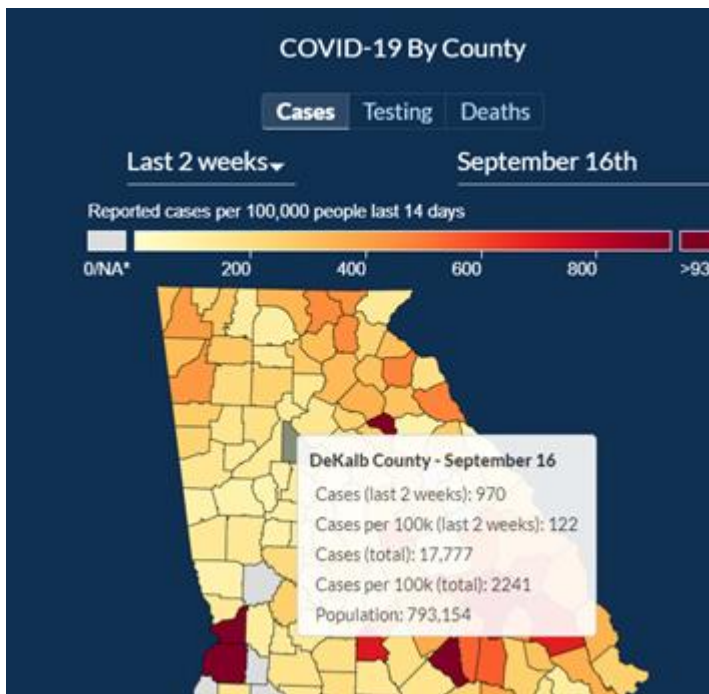 COVID-19 By County
Cases Testing Deaths
Last 2 weeks September 16th
Reported cases per 100,000 people last 14 days
0/NA* 200 400 600 800 >93
DeKalb County - September 16
Cases (last 2 weeks): 970
Cases per 100k (last 2 weeks): 122
Cases (total): 17,777
Cases per 100k (total): 2241
Population: 793,154